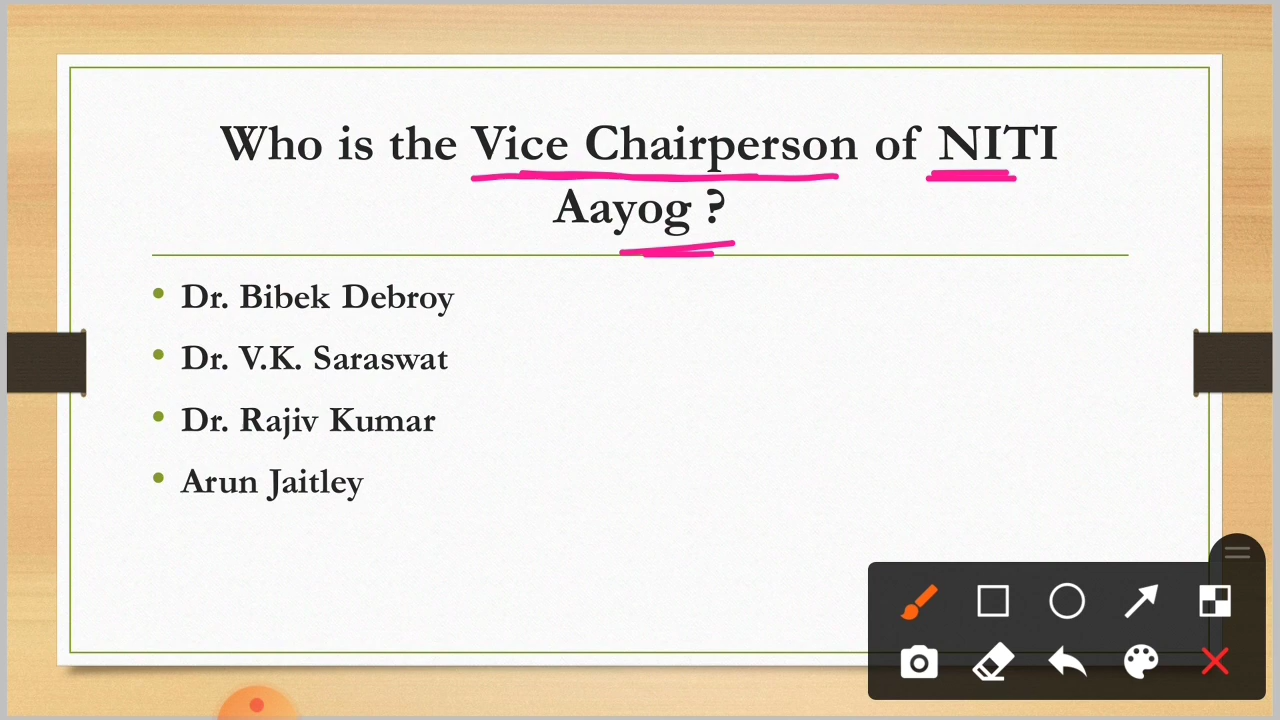 Who is the Vice Chairperson of NITI
Aayog ?
Dr. Bibek Debroy
Dr. V.K. Saraswat
Dr. Rajiv Kumar
Arun Jaitley